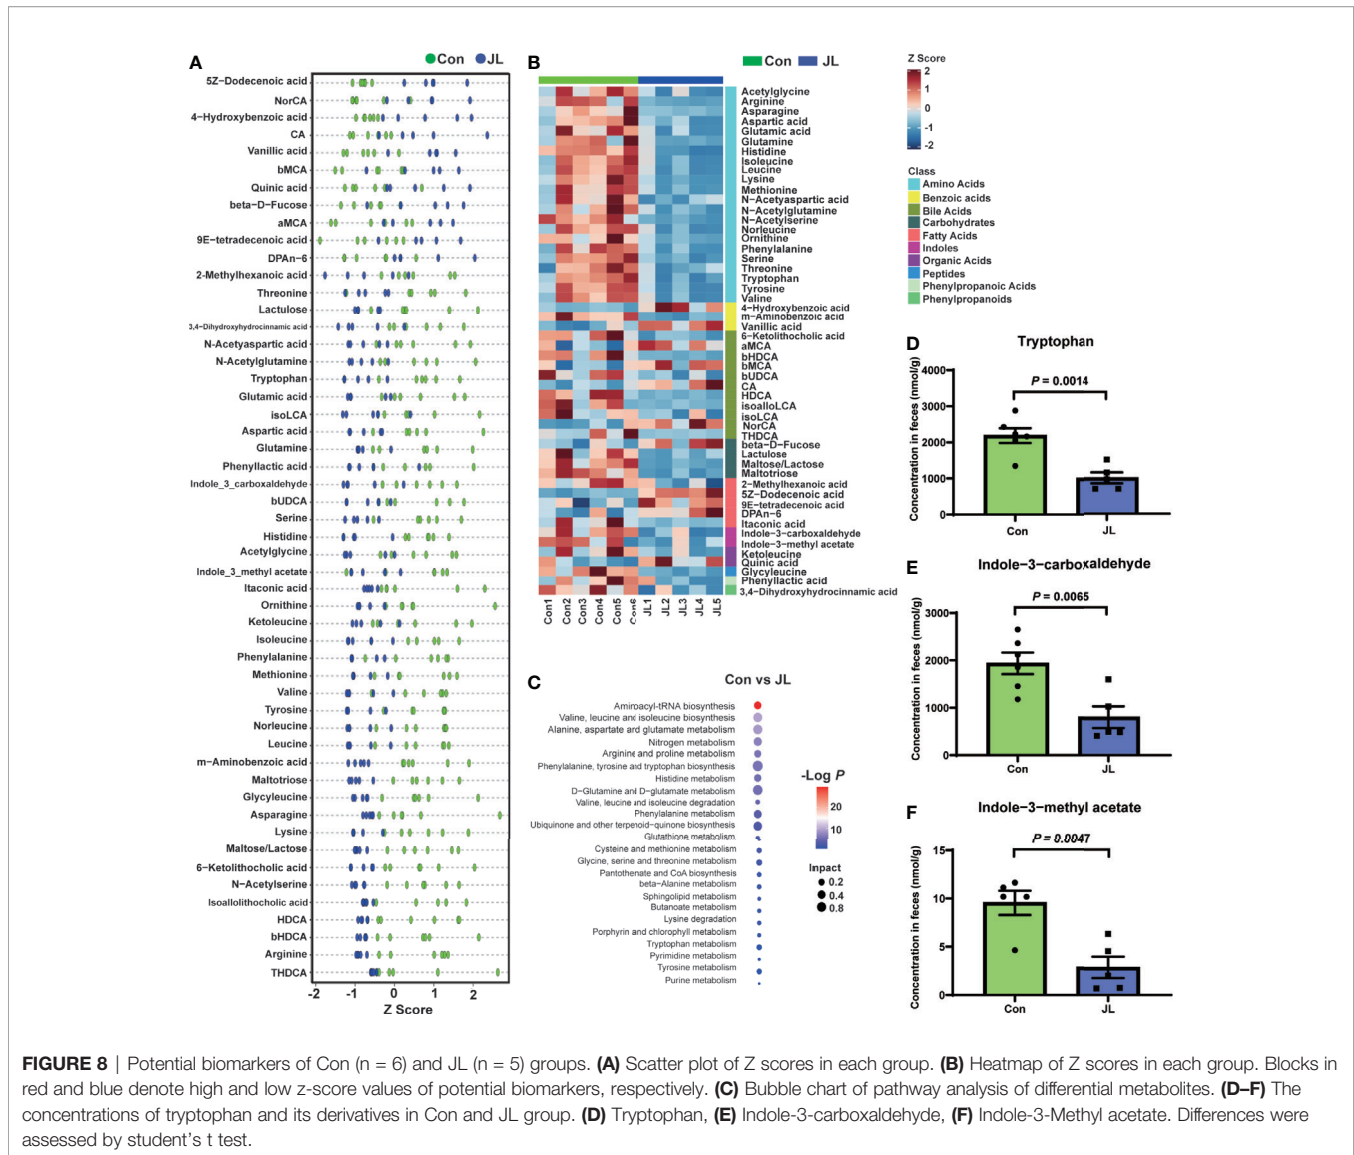 A
Con JL
5Z−Dodecenoic acid
NorCA
4−Hydroxybenzoic acid
CA
Vanillic acid
bMCA
Quinic acid
beta−D−Fucose
aMCA
9E−tetradecenoic acid
DPAn−6
2−Methylhexanoic acid
Threonine
Lactulose
3,4−Dihydroxyhydrocinnamic acid
N−Acetyaspartic acid
N−Acetylglutamine
Tryptophan
Glutamic acid
isoLCA
Aspartic acid
Glutamine
Phenyllactic acid
Indole_3_carboxaldehyde
bUDCA
Serine
Histidine
Acetylglycine
Indole_3_methyl acetate
Itaconic acid
Ornithine
Ketoleucine
Isoleucine
Phenylalanine
Methionine
Valine
Tyrosine
Norleucine
Leucine
m−Aminobenzoic acid
Maltotriose
Glycyleucine
Asparagine
Lysine
Maltose/Lactose
6−Ketolithocholic acid
N−Acetylserine
Isoallolithocholic acid
HDCA
bHDCA
Arginine
THDCA
-2 -1 0 1 2
Z Score
B
Con JL
Acetylglycine
Arginine
Asparagine
Aspartic acid
Glutamic acid
Glutamine
Histidine
Isoleucine
Leucine
Lysine
Methionine
N−Acetyaspartic acid
N−Acetylglutamine
N−Acetylserine
Norleucine
Ornithine
Phenylalanine
Serine
Threonine
Tryptophan
Tyrosine
Valine
4−Hydroxybenzoic acid
m−Aminobenzoic acid
Vanillic acid
6−Ketolithocholic acid
aMCA
bHDCA
bMCA
bUDCA
CA
HDCA
isoalloLCA
isoLCA
NorCA
THDCA
beta−D−Fucose
Lactulose
Maltose/Lactose
Maltotriose
2−Methylhexanoic acid
5Z−Dodecenoic acid
9E−tetradecenoic acid
DPAn−6
Itaconic acid
Indole−3−carboxaldehyde
Indole−3−methyl acetate
Ketoleucine
Quinic acid
Glycyleucine
Phenyllactic acid
3,4−Dihydroxyhydrocinnamic acid
Con1 Con2 Con3 Con4 Con5 Con6 JL1 JL2 JL3 JL4 JL5
Z Score
2
1
0
-1
-2
Class
Amino Acids
Benzoic acids
Bile Acids
Carbohydrates
Fatty Acids
Indoles
Organic Acids
Peptides
Phenylpropanoic Acids
Phenylpropanoids
C
Con vs JL
Amiroacyl-tRNA biosynthesis
Valine, leucine and isoleucine biosynthesis
Alanine, aspartate and glutamate metabolism
Nitrogen metabolism
Arginine and proline metabolism
Phenylalanine, tyrosine and tryptophan biosynthesis
Histidine metabolism
D-Glutamine and D-glutamate metabolism
Valine, leucine and isoleucine degradation
Phenylalanine metabolism
Ubiquinone and other terpenoid-quinone biosynthesis
Glutathione metabolism
Cysteine and methionine metabolism
Glycine, serine and threonine metabolism
Pantothenate and CoA biosynthesis
beta-Alanine metabolism
Sphingolipid metabolism
Butanoate metabolism
Lysine degradation
Porphyrin and chlorophyll metabolism
Tryptophan metabolism
Pyrimidine metabolism
Tyrosine metabolism
Purine metabolism
-Log P
20
10
Inpact
0.2
0.4
0.8
D
Tryptophan
P = 0.0014
Concentration in feces (nmol/g)
4000
3000
2000
1000
0
Con JL
E
Indole−3−carboxaldehyde
P = 0.0065
Concentration in feces (nmol/g)
3000
2000
1000
0
Con JL
F
Indole−3−methyl acetate
P = 0.0047
Concentration in feces (nmol/g)
15
10
5
0
Con JL
FIGURE 8 | Potential biomarkers of Con (n = 6) and JL (n = 5) groups. (A) Scatter plot of Z scores in each group. (B) Heatmap of Z scores in each group. Blocks in
red and blue denote high and low z-score values of potential biomarkers, respectively. (C) Bubble chart of pathway analysis of differential metabolites. (D–F) The
concentrations of tryptophan and its derivatives in Con and JL group. (D) Tryptophan, (E) Indole-3-carboxaldehyde, (F) Indole-3-Methyl acetate. Differences were
assessed by student's t test.